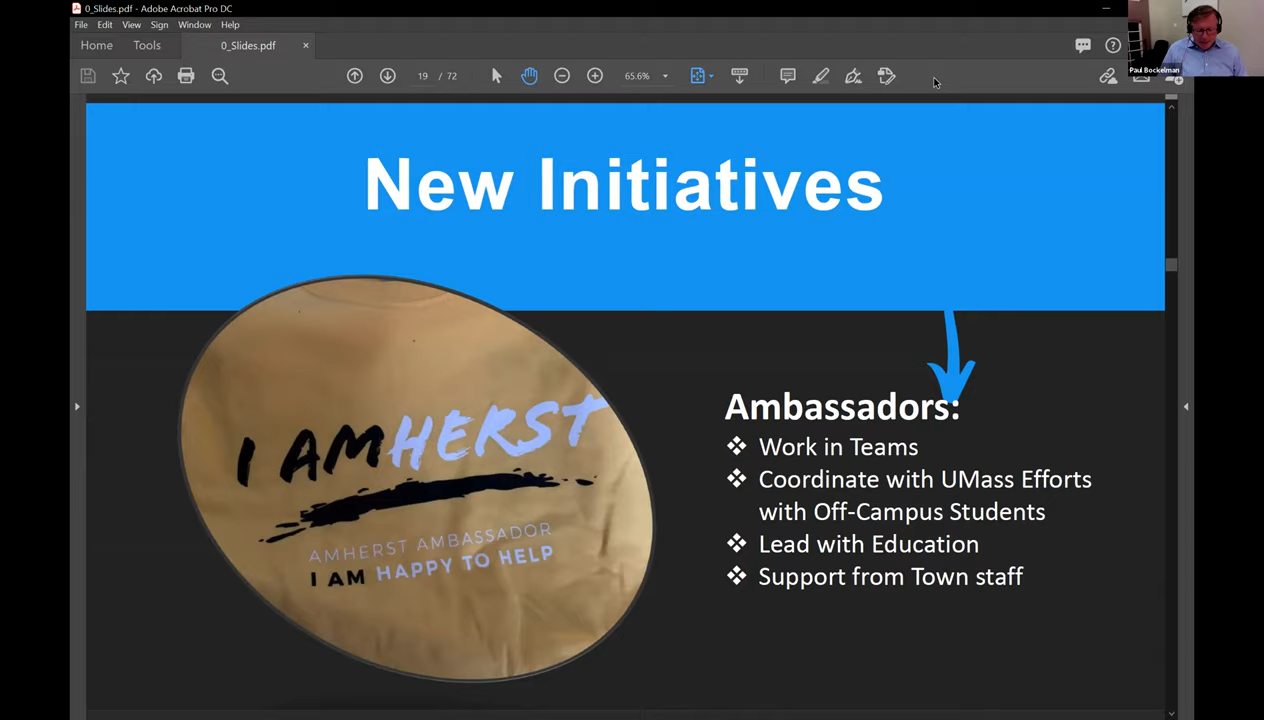 0_Slides.pdf - Adobe Acrobat Pro DC
File Edit View Sign Window Help
Home Tools 0_Slides.pdf ×
19 / 72 65.6%
Paul Bockelman
New Initiatives
I AMHERST
AMHERST AMBASSADOR
I AM HAPPY TO HELP
Ambassadors:
❖ Work in Teams
❖ Coordinate with UMass Efforts
with Off-Campus Students
❖ Lead with Education
❖ Support from Town staff